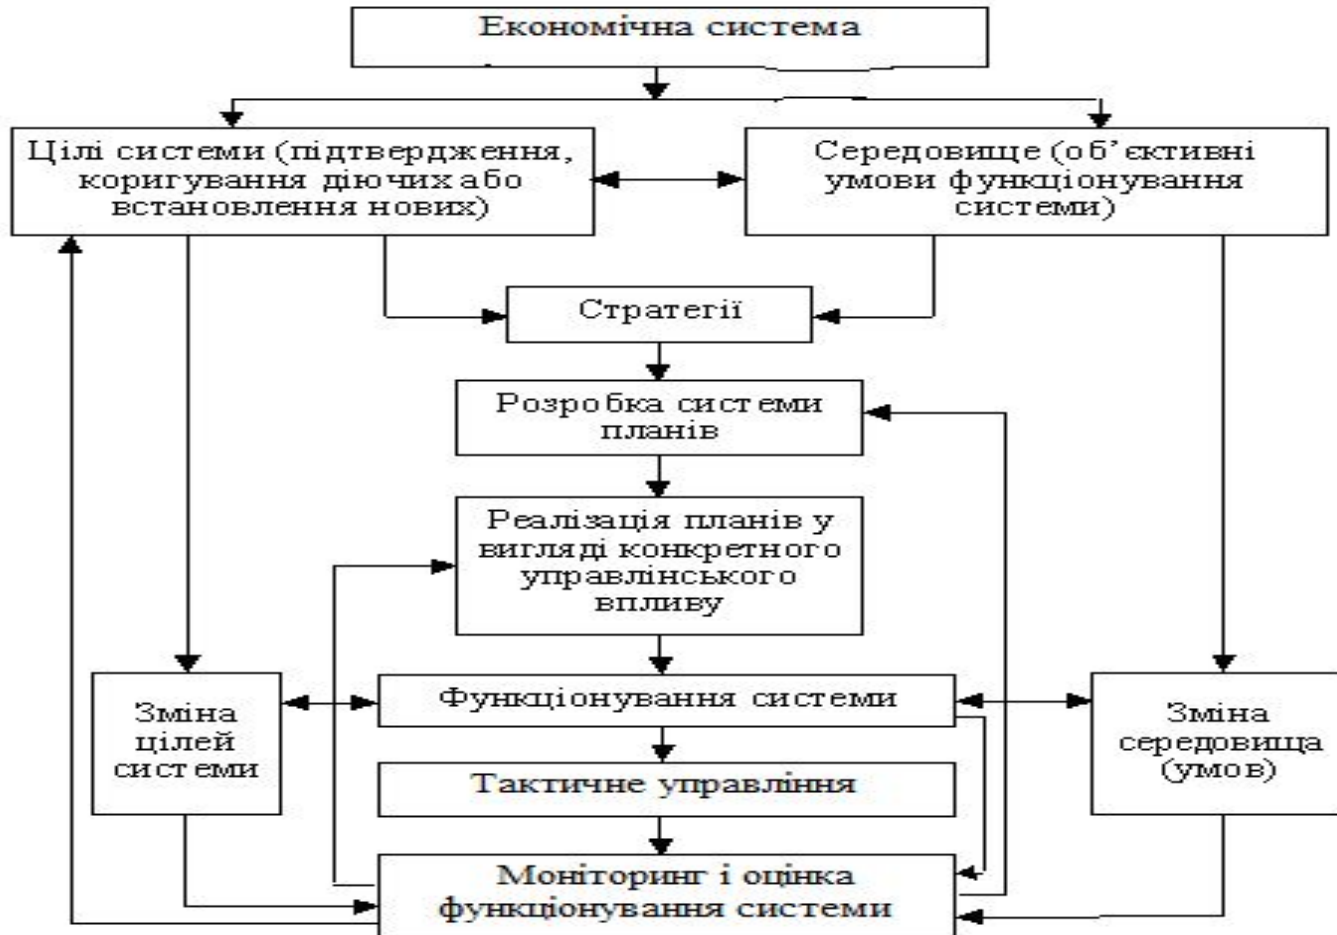 Економічна система
Цілі системи (підтвердження,
коригування діючих або
встановлення нових)
Середовище (об’єктивні
умови функціонування
системи)
Стратегії
Розробка системи
планів
Реалізація планів у
вигляді конкретного
управлінського
впливу
Зміна
цілей
системи
Функціонування системи
Зміна
середовища
(умов)
Тактичне управління
Моніторинг і оцінка
функціонування системи